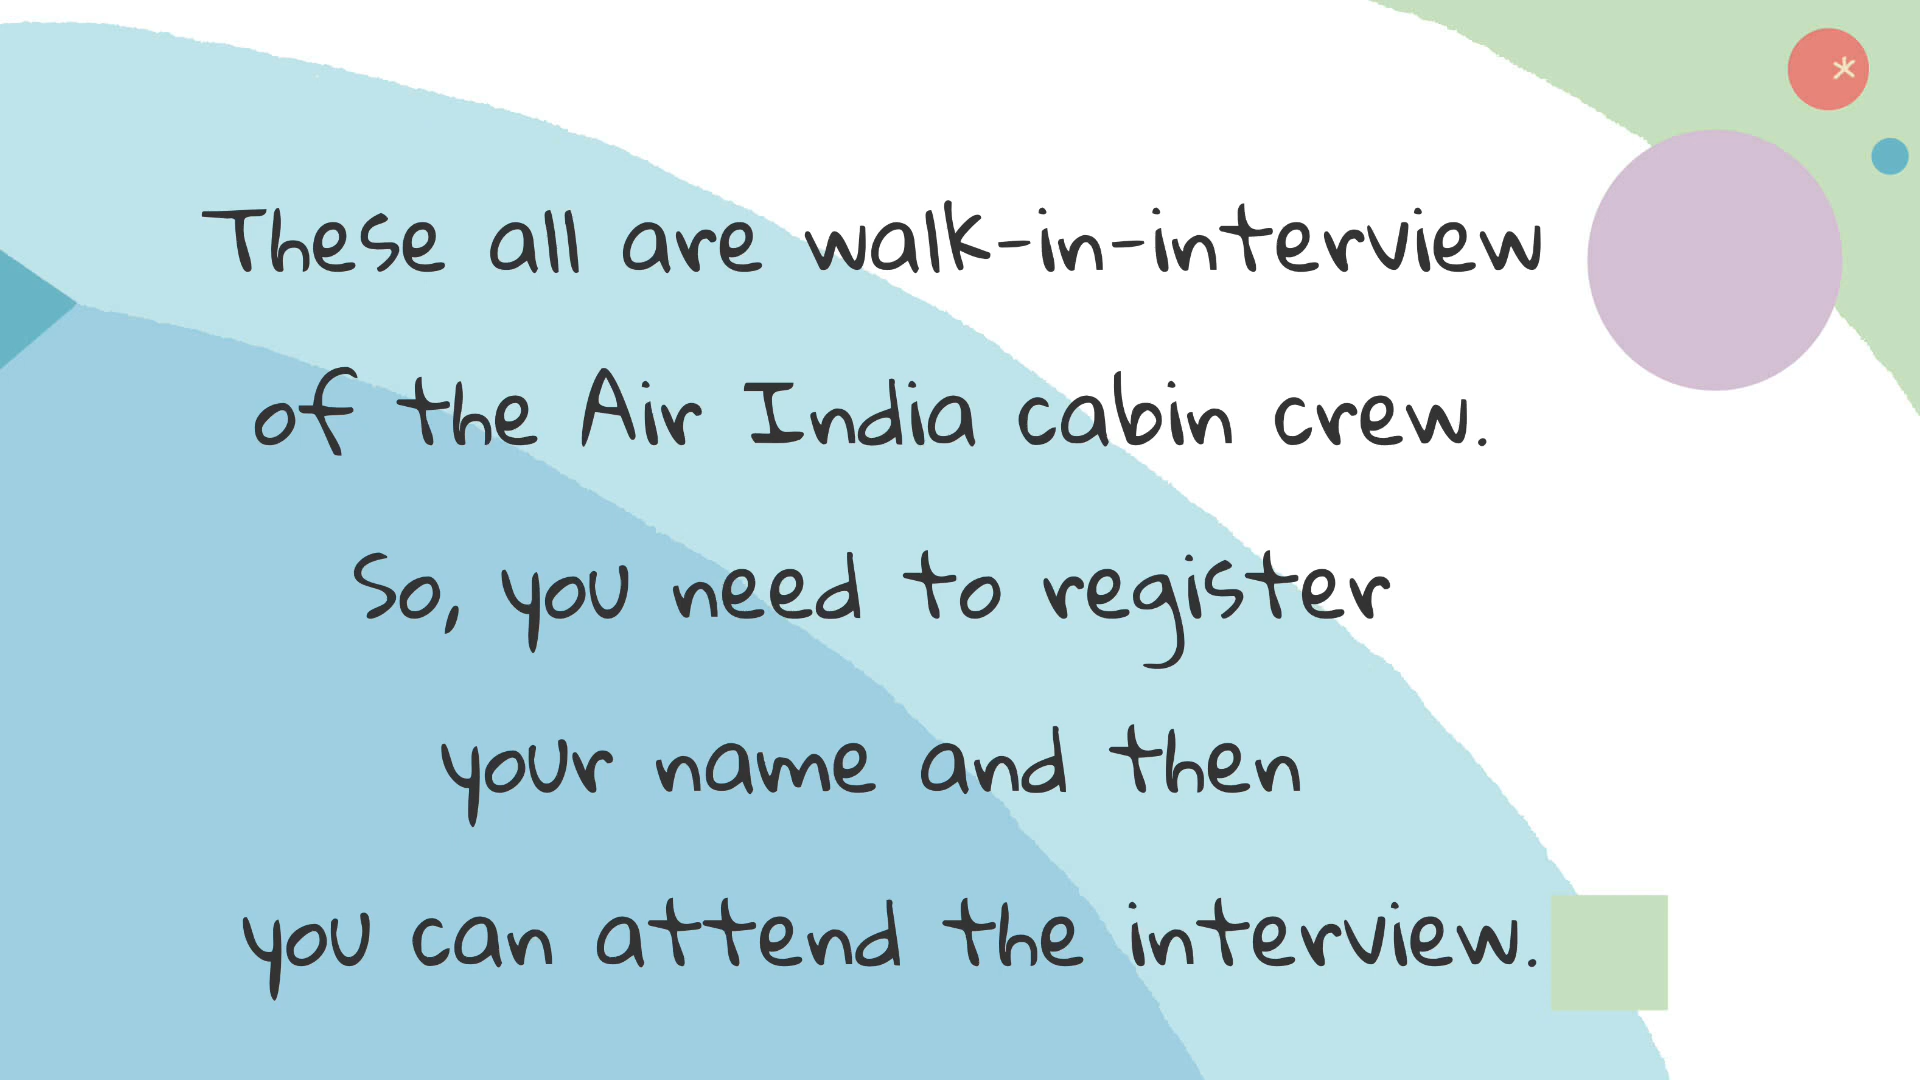 These all are walk-in-interview
of the Air India cabin crew.
So, you need to register
your name and then
you can attend the interview.